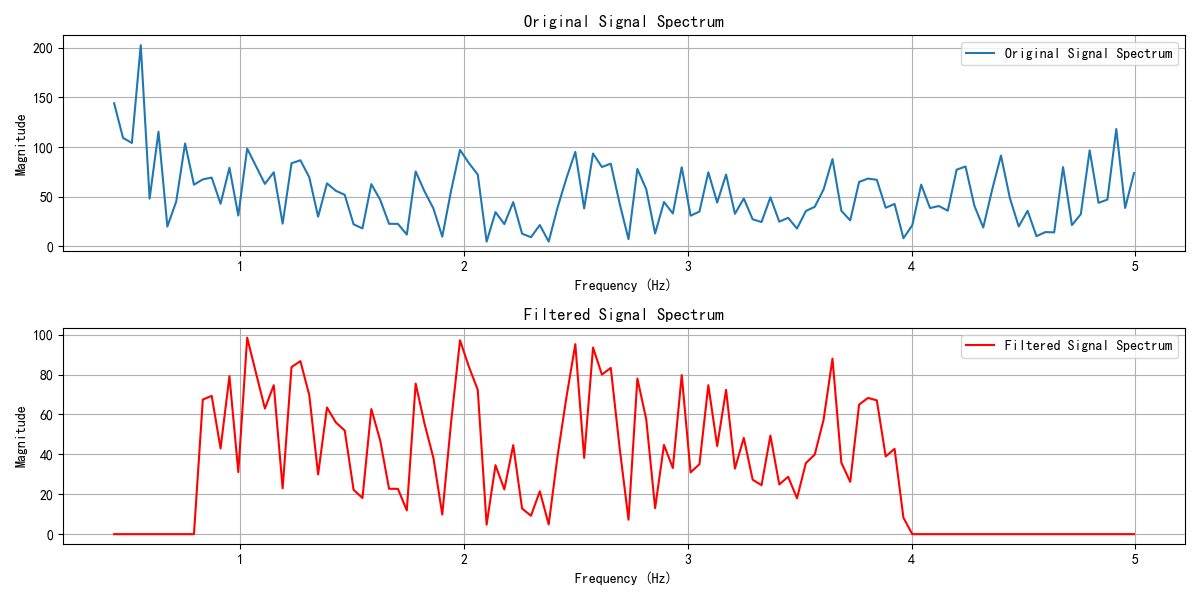 Original Signal Spectrum
Original Signal Spectrum
Magnitude
200
150
100
50
0
1 2 3 4 5
Frequency (Hz)
Filtered Signal Spectrum
Filtered Signal Spectrum
Magnitude
100
80
60
40
20
0
1 2 3 4 5
Frequency (Hz)